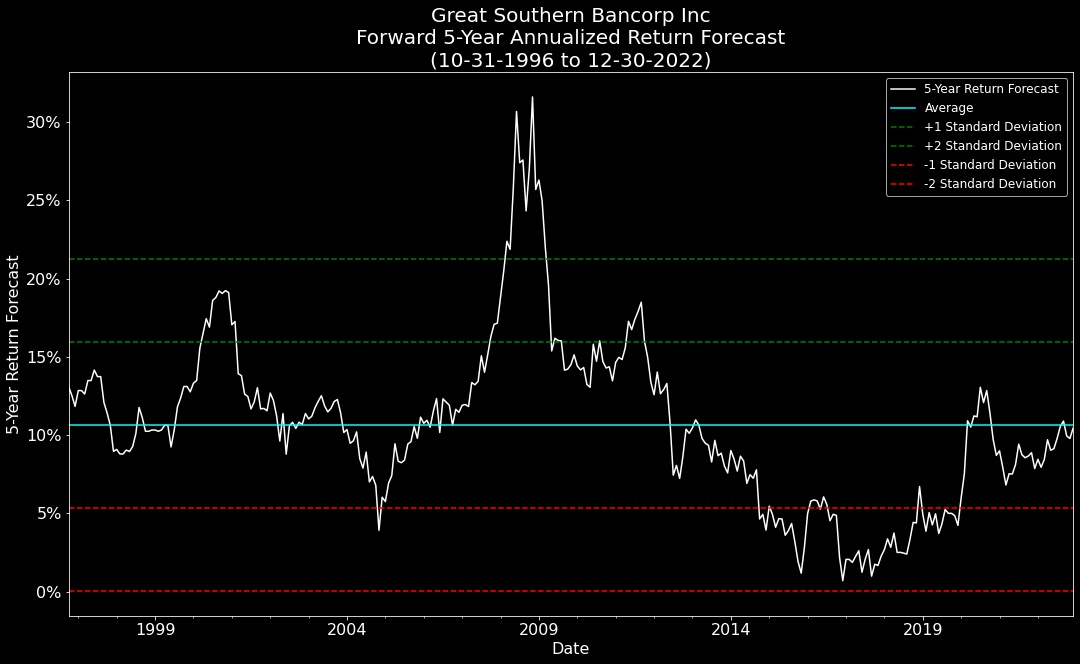 Great Southern Bancorp Inc
Forward 5-Year Annualized Return Forecast
(10-31-1996 to 12-30-2022)
5-Year Return Forecast
Average
+1 Standard Deviation
+2 Standard Deviation
-1 Standard Deviation
-2 Standard Deviation
30%
25%
20%
15%
10%
5%
0%
5-Year Return Forecast
1999
2004
2009
2014
2019
Date